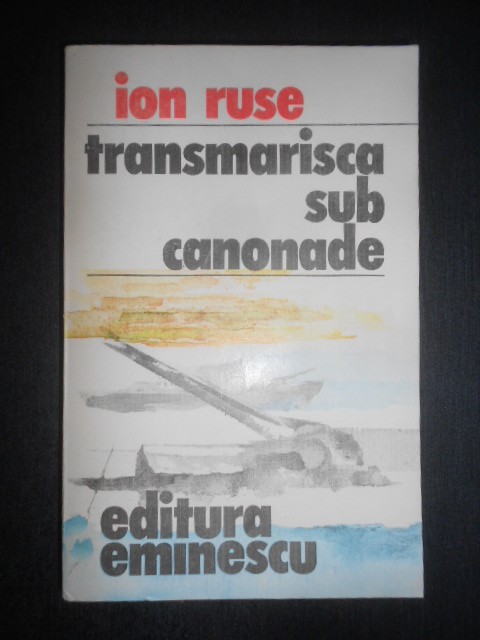 ion ruse
transmarisca
sub
canonade
editura
eminescu